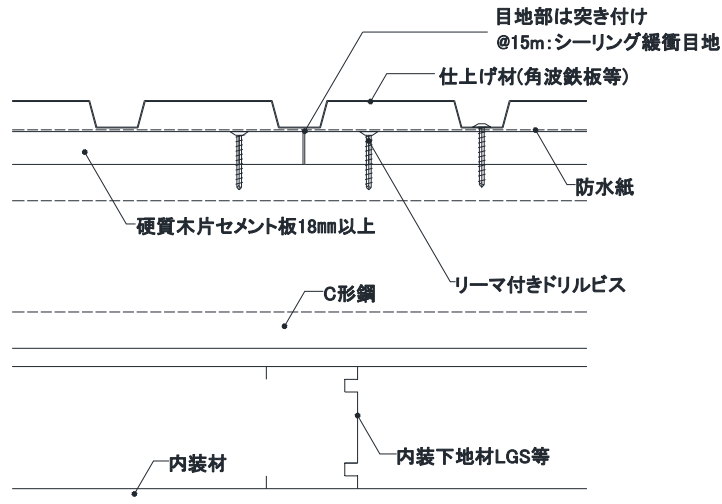 目地部は突き付け
@15m:シーリング緩衝目地
仕上げ材(角波鉄板等)
防水紙
硬質木片セメント板18㎜以上
リーマ付きドリルビス
C形鋼
内装下地材LGS等
内装材